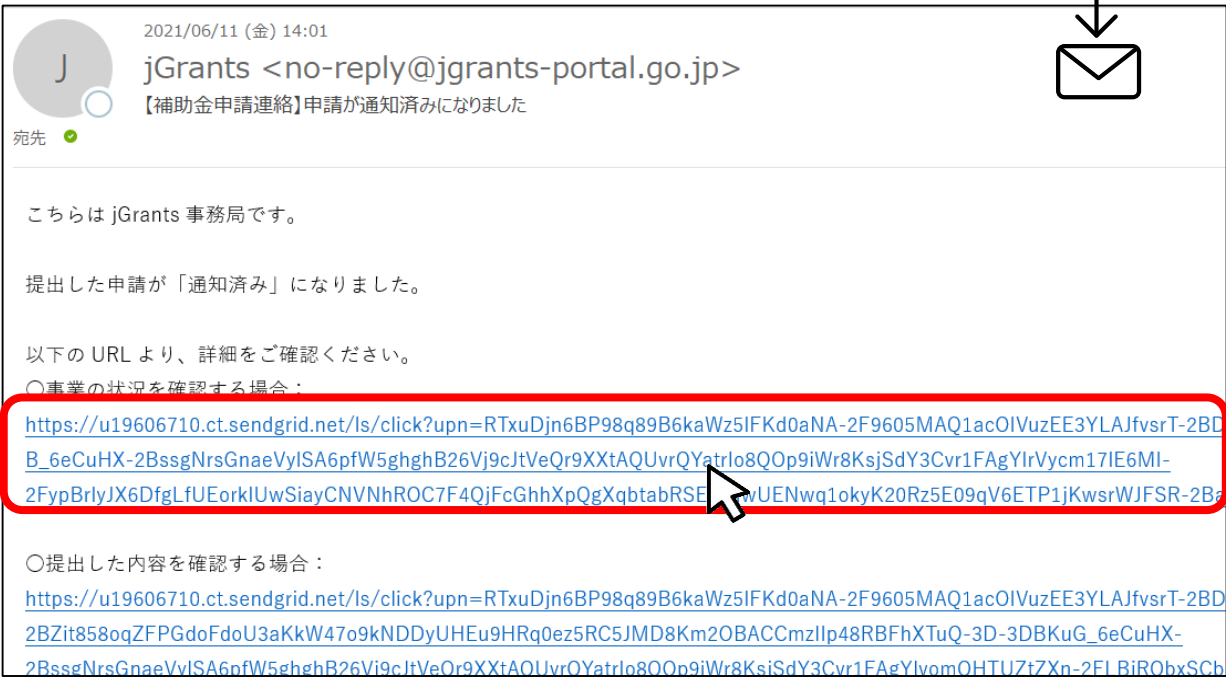 2021/06/11 (金) 14:01
J
jGrants <no-reply@jgrants-portal.go.jp>
【補助金申請連絡】申請が通知済みになりました
宛先
こちらは jGrants 事務局です。
提出した申請が「通知済み」になりました。
以下の URL より、詳細をご確認ください。
〇事業の状況を確認する場合：
https://u19606710.ct.sendgrid.net/ls/click?upn=RTxuDjn6BP98q89B6kaWz5IFKd0aNA-2F9605MAQ1acOIVuzEE3YLAJfvsrT-2BD
B_6eCuHX-2BssgNrsGnaeVyISA6pfW5ghghB26Vj9cJtVeQr9XXtAQUvrQYatrIo8QOp9iWr8KsjSdY3Cvr1FAgYIrVycm17IE6MI-
2FypBrIyJX6DfgLfUEorkIUwSiayCNVNhROC7F4QjFcGhhXpQgXqbtabRSE wUENwq1okyK20Rz5E09qV6ETP1jKwsrWJFSR-2Ba
〇提出した内容を確認する場合：
https://u19606710.ct.sendgrid.net/ls/click?upn=RTxuDjn6BP98q89B6kaWz5IFKd0aNA-2F9605MAQ1acOIVuzEE3YLAJfvsrT-2BD
2BZit858oqZFPGdoFdoU3aKkW47o9kNDDyUHEu9HRq0ez5RC5JMD8Km2OBACCmzIIp48RBFhXTuQ-3D-3DBKuG_6eCuHX-
2BssgNrsGnaeVyISA6pfW5ghghB26Vj9cJtVeQr9XXtAQUvrQYatrIo8QOp9iWr8KsjSdY3Cvr1FAgYIvomOHTUZtZXn-2FLBiRObxSCb